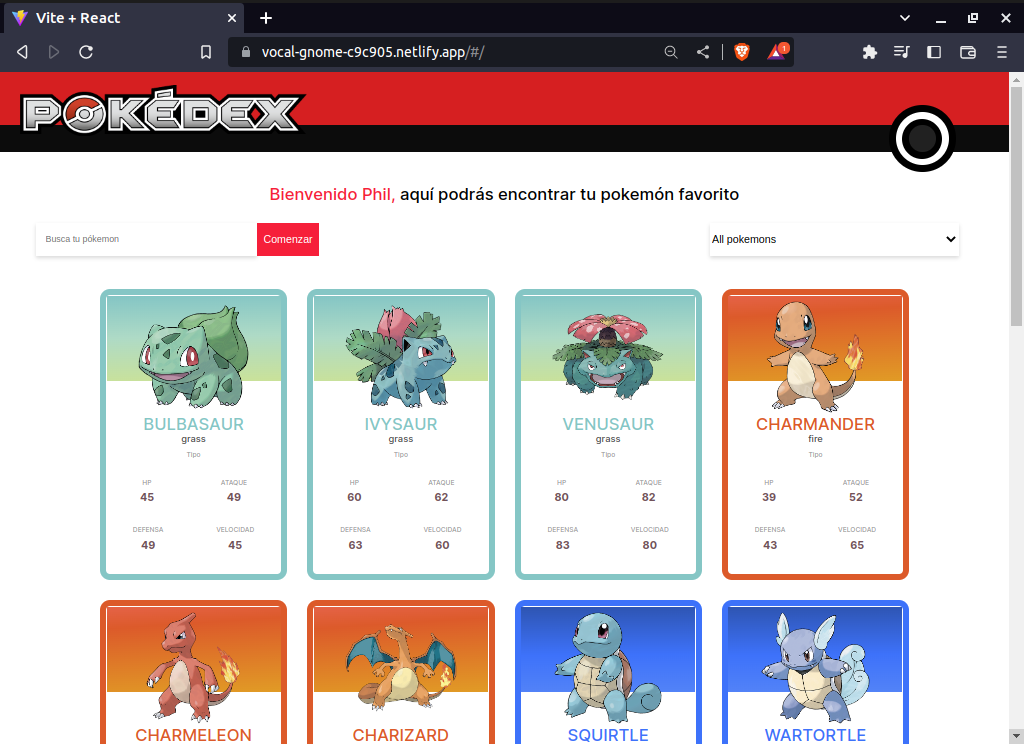 Vite + React
vocal-gnome-c9c905.netlify.app/#/
1
POKÉDEX
Bienvenido Phil, aquí podrás encontrar tu pokemón favorito
Busca tu pókemon
Comenzar
All pokemons
BULBASAUR
grass
Tipo
HP ATAQUE
45 49
DEFENSA VELOCIDAD
49 45
IVYSAUR
grass
Tipo
HP ATAQUE
60 62
DEFENSA VELOCIDAD
63 60
VENUSAUR
grass
Tipo
HP ATAQUE
80 82
DEFENSA VELOCIDAD
83 80
CHARMANDER
fire
Tipo
HP ATAQUE
39 52
DEFENSA VELOCIDAD
43 65
CHARMELEON
CHARIZARD
SQUIRTLE
WARTORTLE